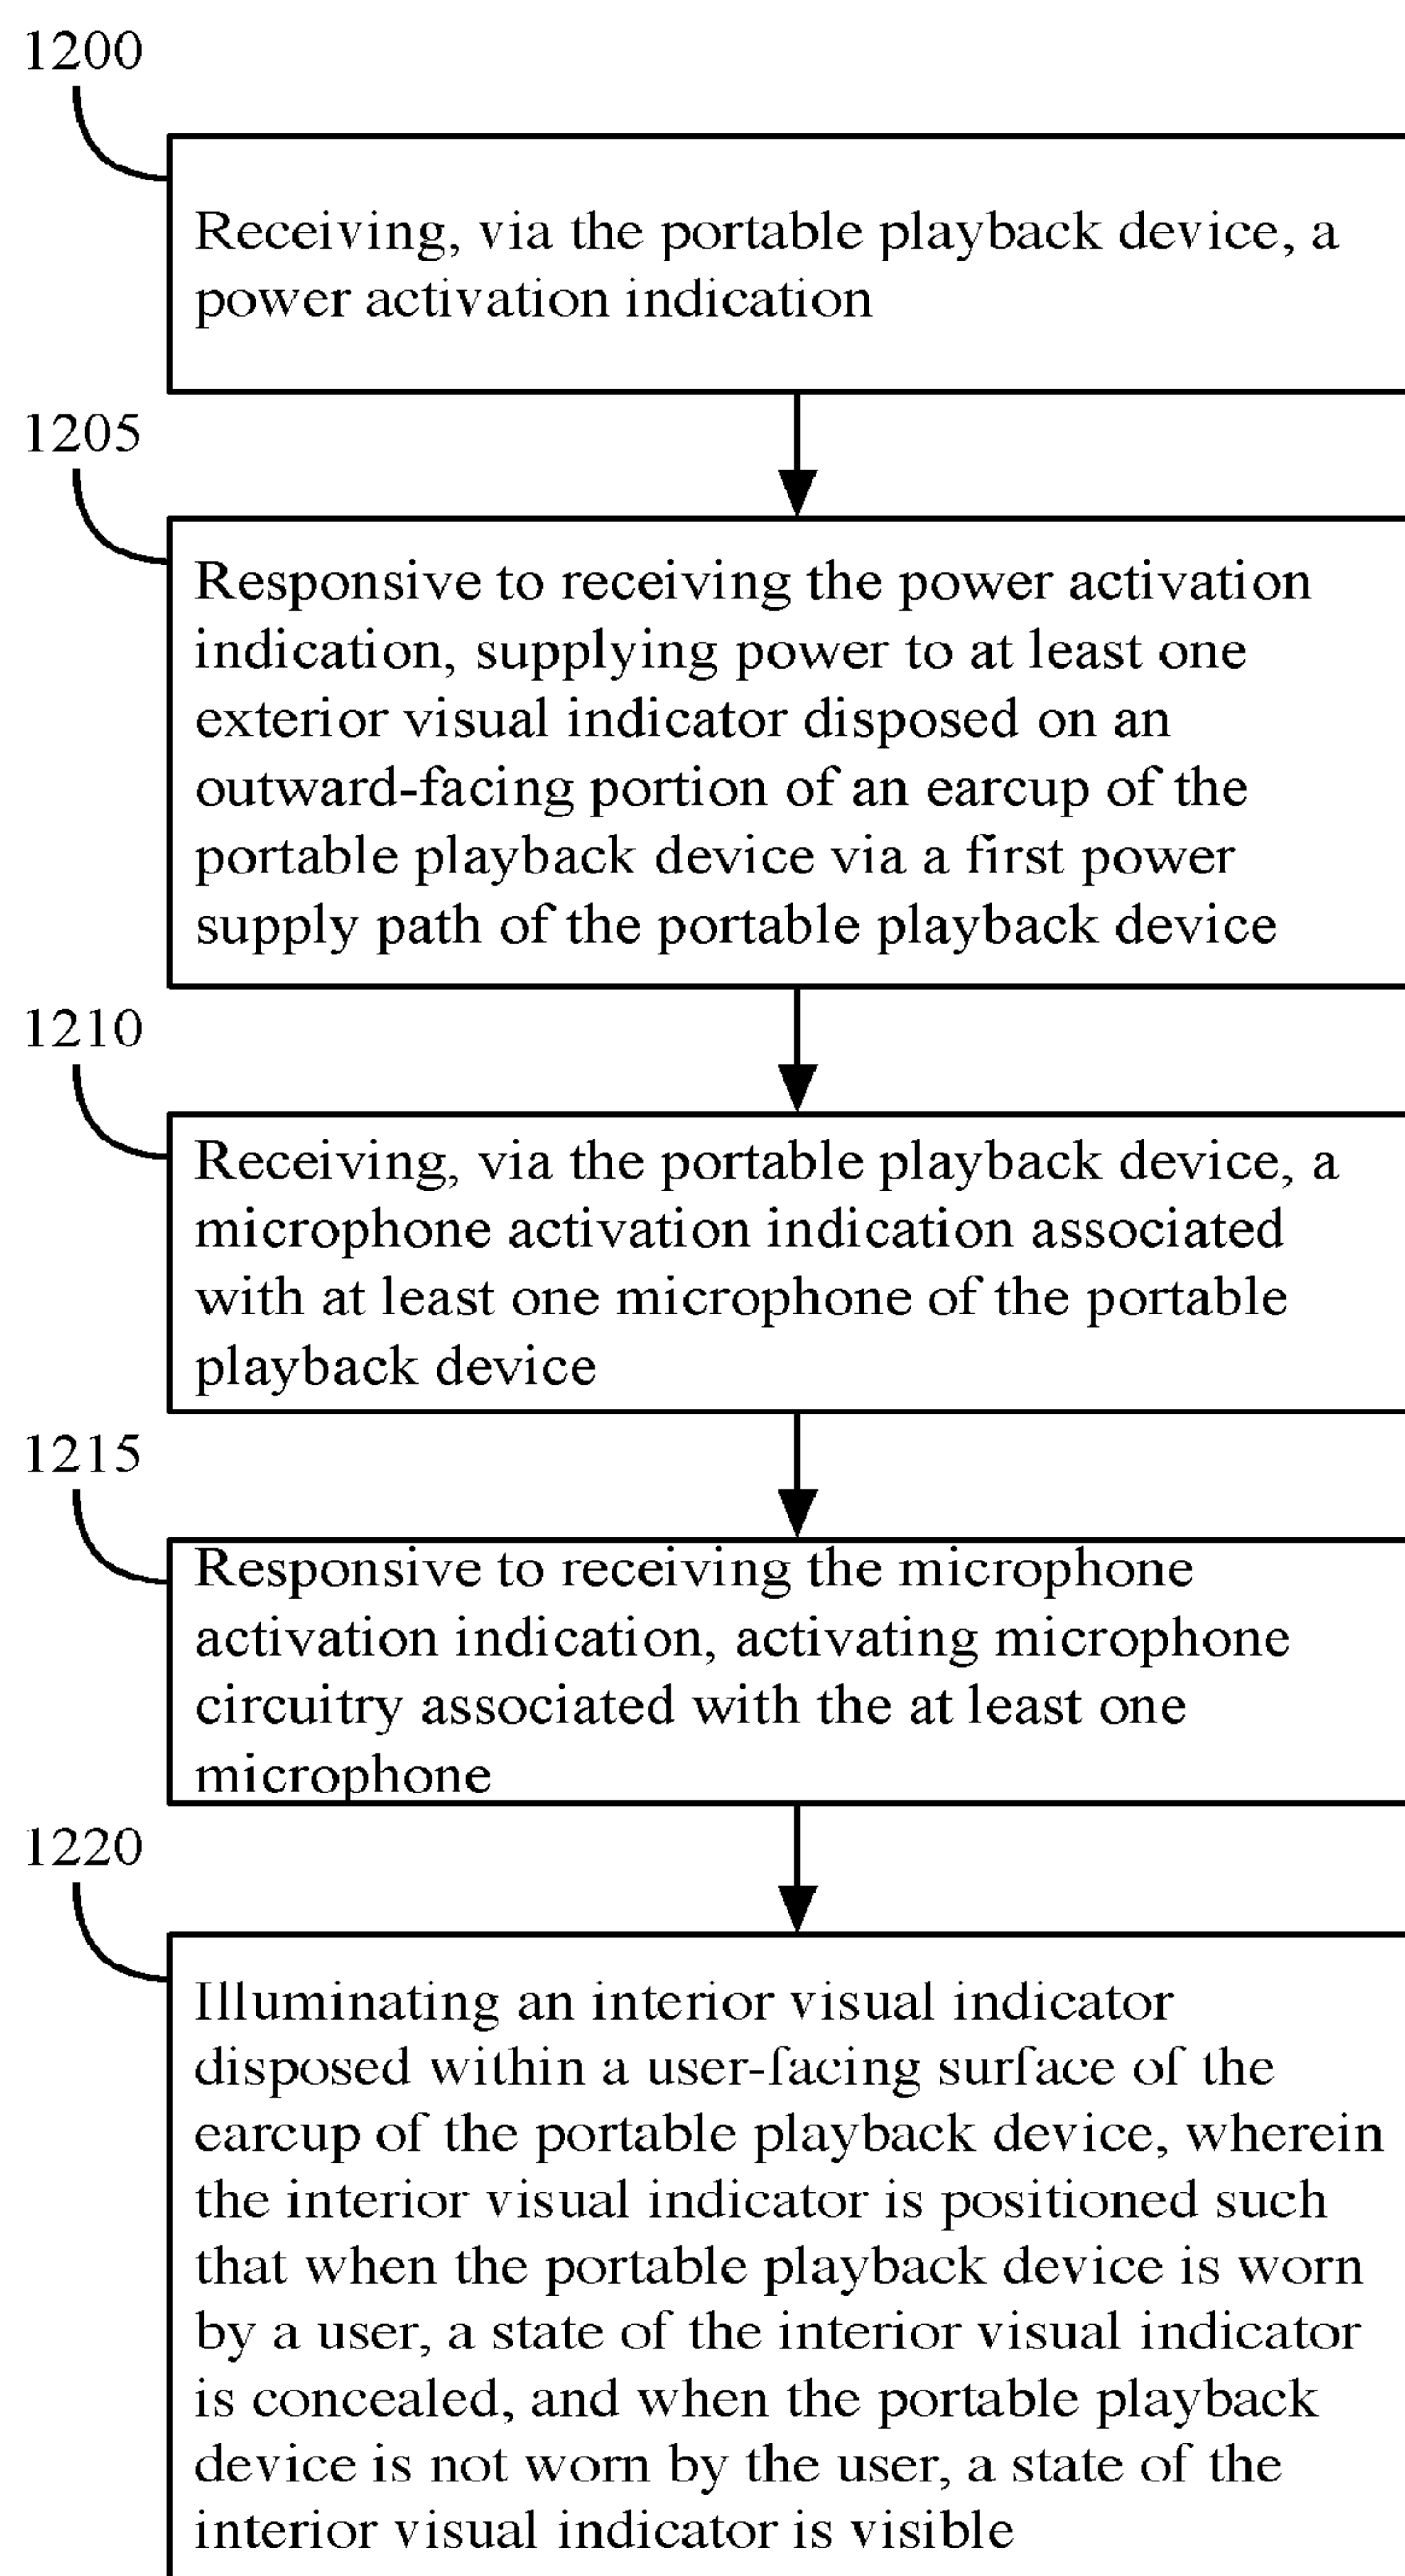 1200
Receiving, via the portable playback device, a
power activation indication
1205
Responsive to receiving the power activation
indication, supplying power to at least one
exterior visual indicator disposed on an
outward-facing portion of an earcup of the
portable playback device via a first power
supply path of the portable playback device
1210
Receiving, via the portable playback device, a
microphone activation indication associated
with at least one microphone of the portable
playback device
1215
Responsive to receiving the microphone
activation indication, activating microphone
circuitry associated with the at least one
microphone
1220
Illuminating an interior visual indicator
disposed within a user-facing surface of the
earcup of the portable playback device, wherein
the interior visual indicator is positioned such
that when the portable playback device is worn
by a user, a state of the interior visual indicator
is concealed, and when the portable playback
device is not worn by the user, a state of the
interior visual indicator is visible